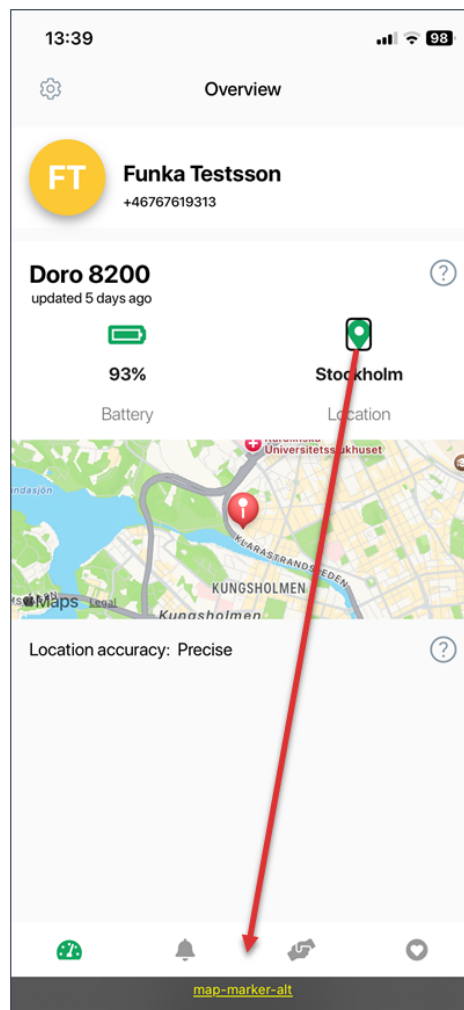 13:39
98
Overview
FT
Funka Testsson
+46767619313
Doro 8200
updated 5 days ago
93%
Stockholm
Battery
Location
Universitetssjukhuset
ndasjön
KLARASTRANDSLEDEN
KUNGSHOLMEN
Maps Legal
Kungsholmen
Location accuracy: Precise
map-marker-alt